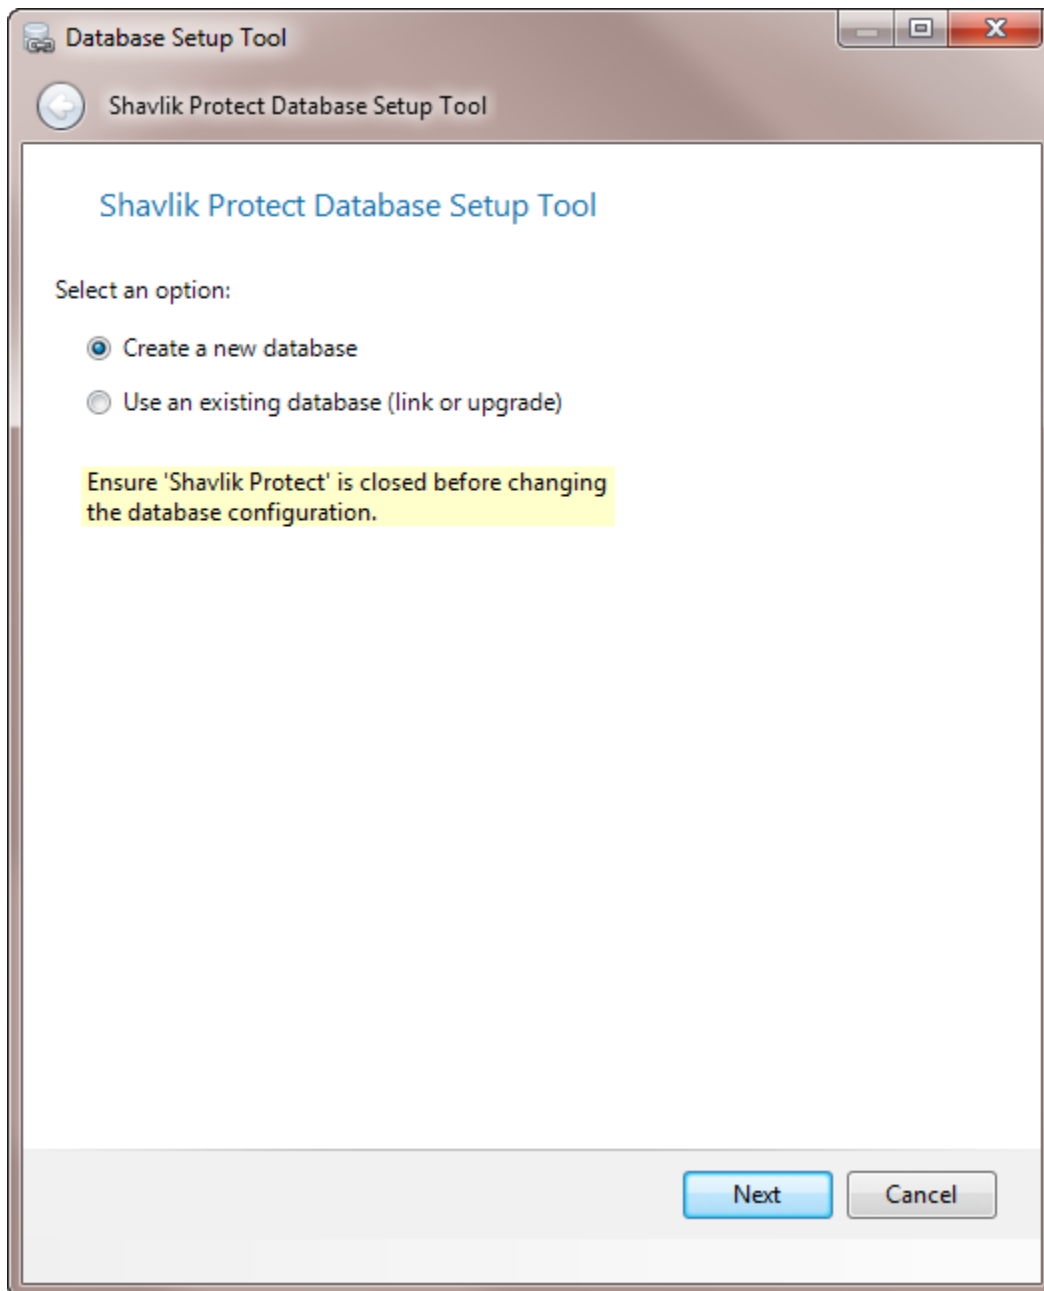 Database Setup Tool
Shavlik Protect Database Setup Tool
Shavlik Protect Database Setup Tool
Select an option:
Create a new database
Use an existing database (link or upgrade)
Ensure 'Shavlik Protect' is closed before changing
the database configuration.
Next
Cancel